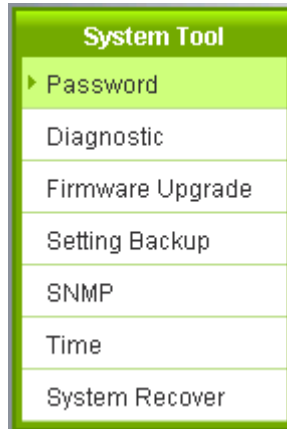 System Tool
Password
Diagnostic
Firmware Upgrade
Setting Backup
SNMP
Time
System Recover